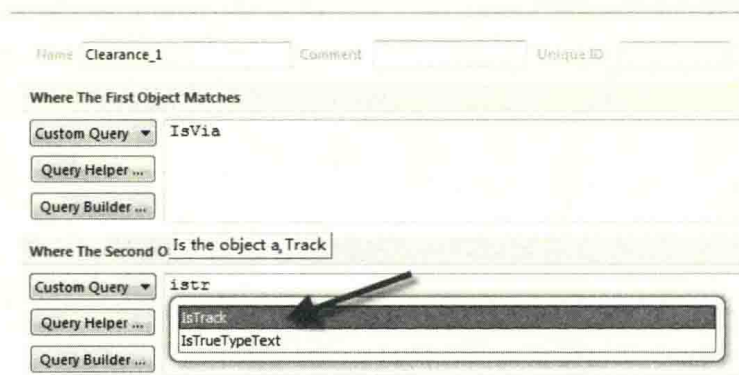 Name Clearance_1 Comment Unique ID
Where The First Object Matches
Custom Query IsVia
Query Helper ...
Query Builder ...
Is the object a Track
Where The Second O
Custom Query istr
IsTrack
Query Helper ...
IsTrueTypeText
Query Builder ...